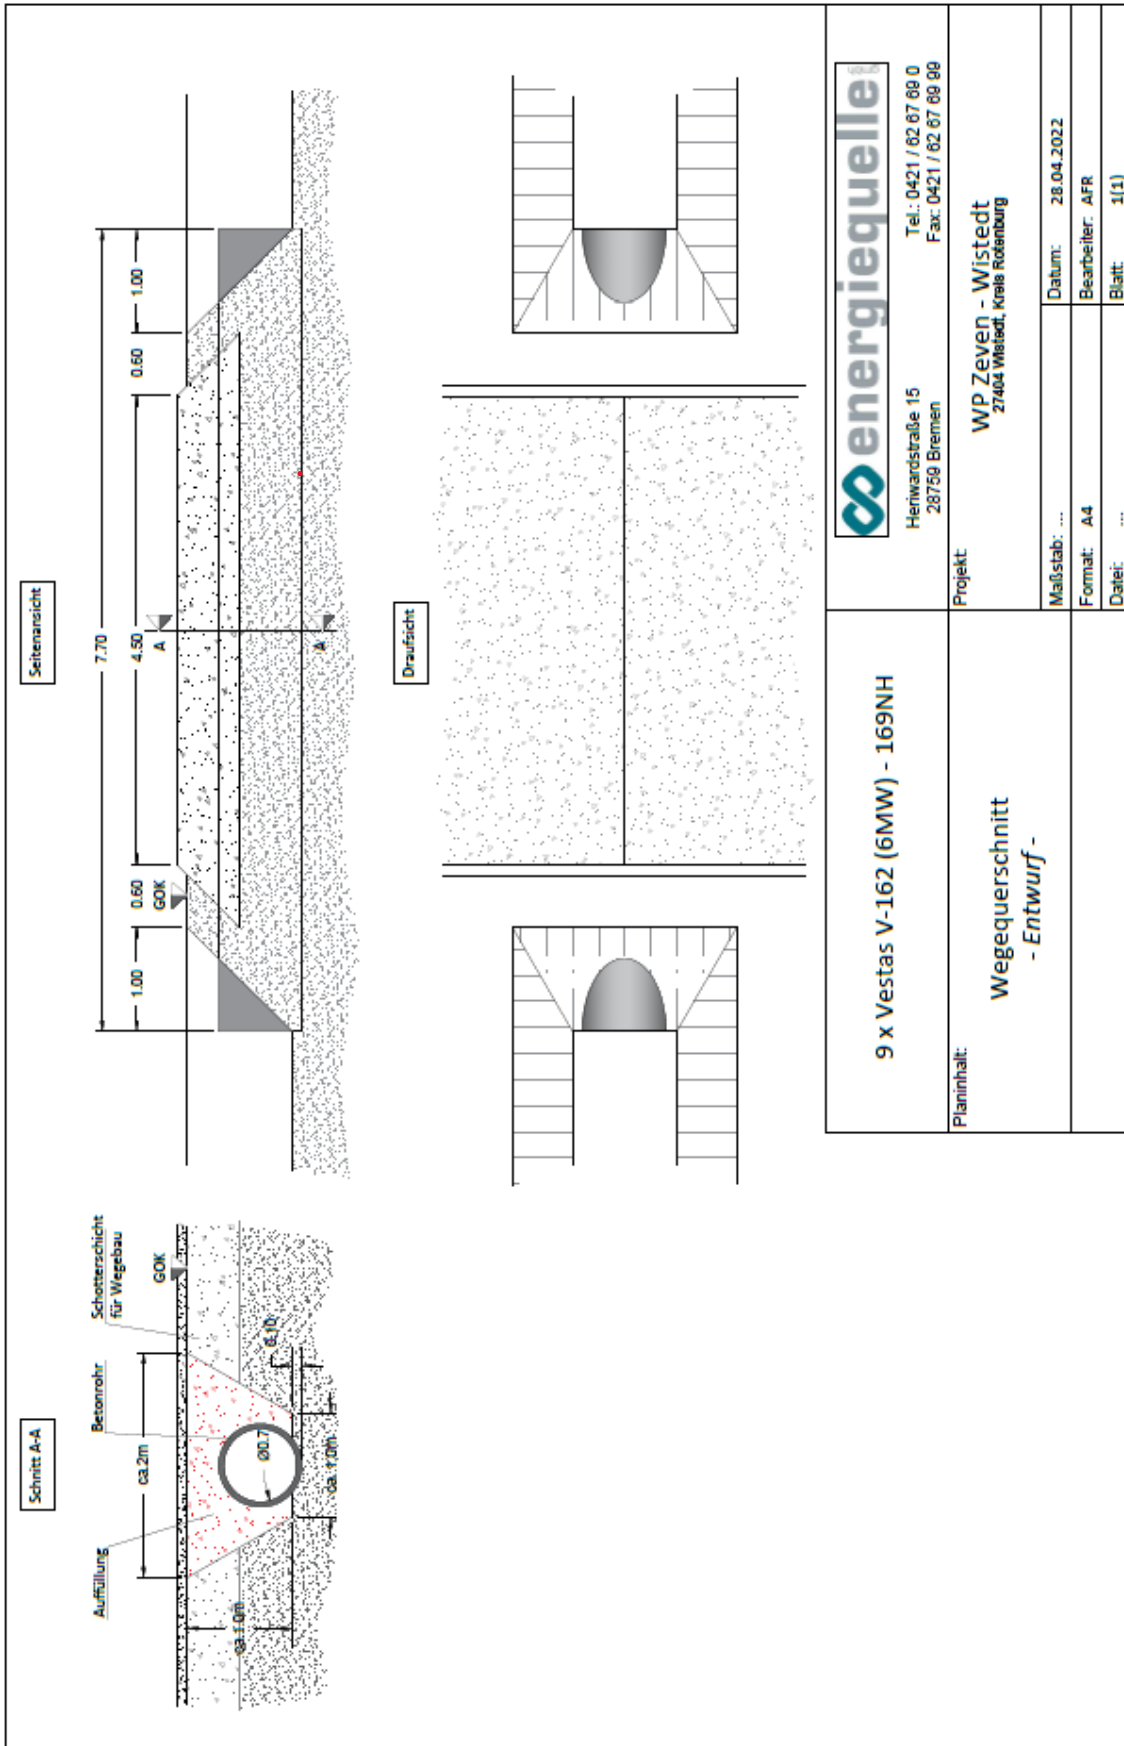 Schnitt A-A
Auffüllung
Betonrohr
Schotterschicht
für Wegebau
ca.2m
GOK
ca.1.0m
Ø0.7
0.10
ca. 1.0m
Seitenansicht
7.70
1.00
0.60
4.50
0.60
1.00
GOK
A
A
Draufsicht
9 x Vestas V-162 (6MW) - 169NH
Planinhalt:
Wegequerschnitt
- Entwurf -
energiequelle
Heriwardstraße 15
28759 Bremen
Tel.: 0421 / 62 67 69 0
Fax: 0421 / 62 67 69 99
Projekt:
WP Zeven - Wistedt
27404 Wistedt, Kreis Rotenburg
Maßstab: ...
Datum: 28.04.2022
Format: A4
Bearbeiter: AFR
Datei: ...
Blatt: 1(1)